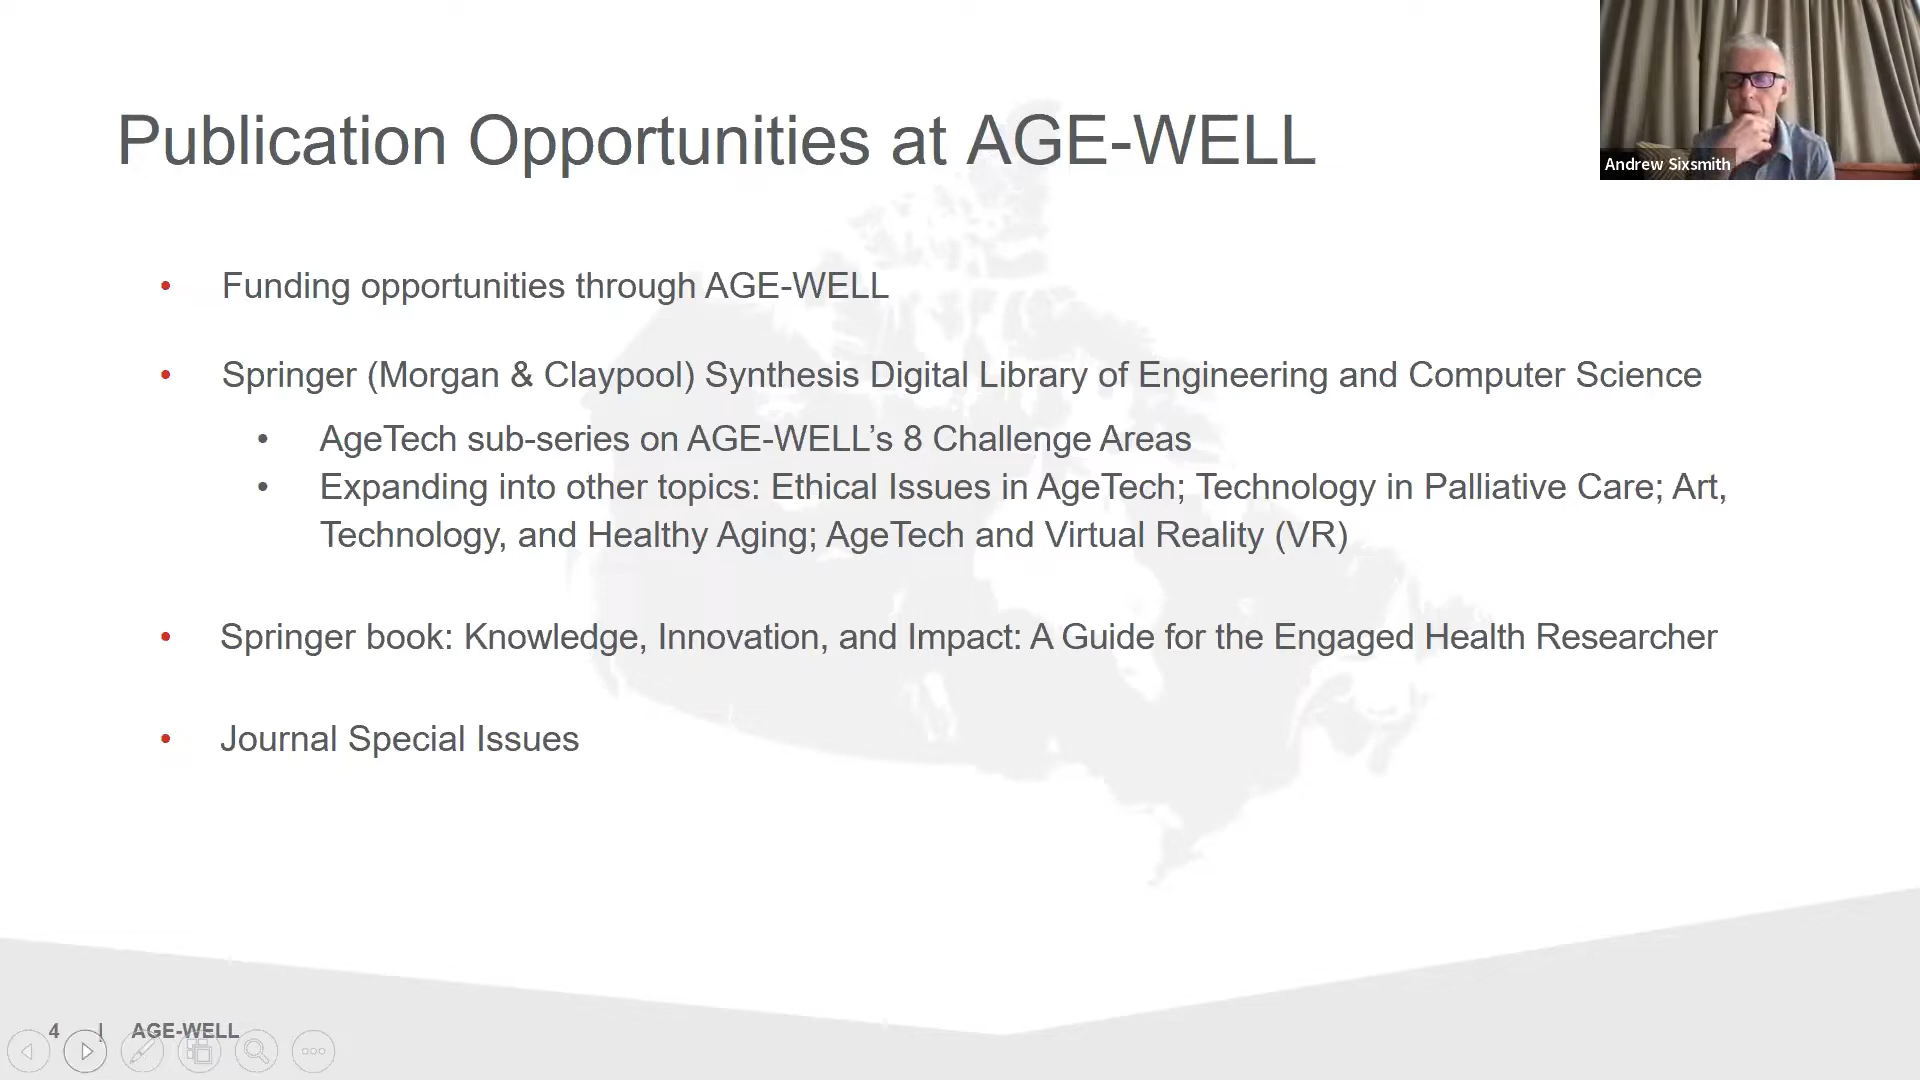 Publication Opportunities at AGE-WELL
Andrew Sixsmith
• Funding opportunities through AGE-WELL
• Springer (Morgan & Claypool) Synthesis Digital Library of Engineering and Computer Science
• AgeTech sub-series on AGE-WELL’s 8 Challenge Areas
• Expanding into other topics: Ethical Issues in AgeTech; Technology in Palliative Care; Art,
Technology, and Healthy Aging; AgeTech and Virtual Reality (VR)
• Springer book: Knowledge, Innovation, and Impact: A Guide for the Engaged Health Researcher
• Journal Special Issues
4 | AGE-WELL